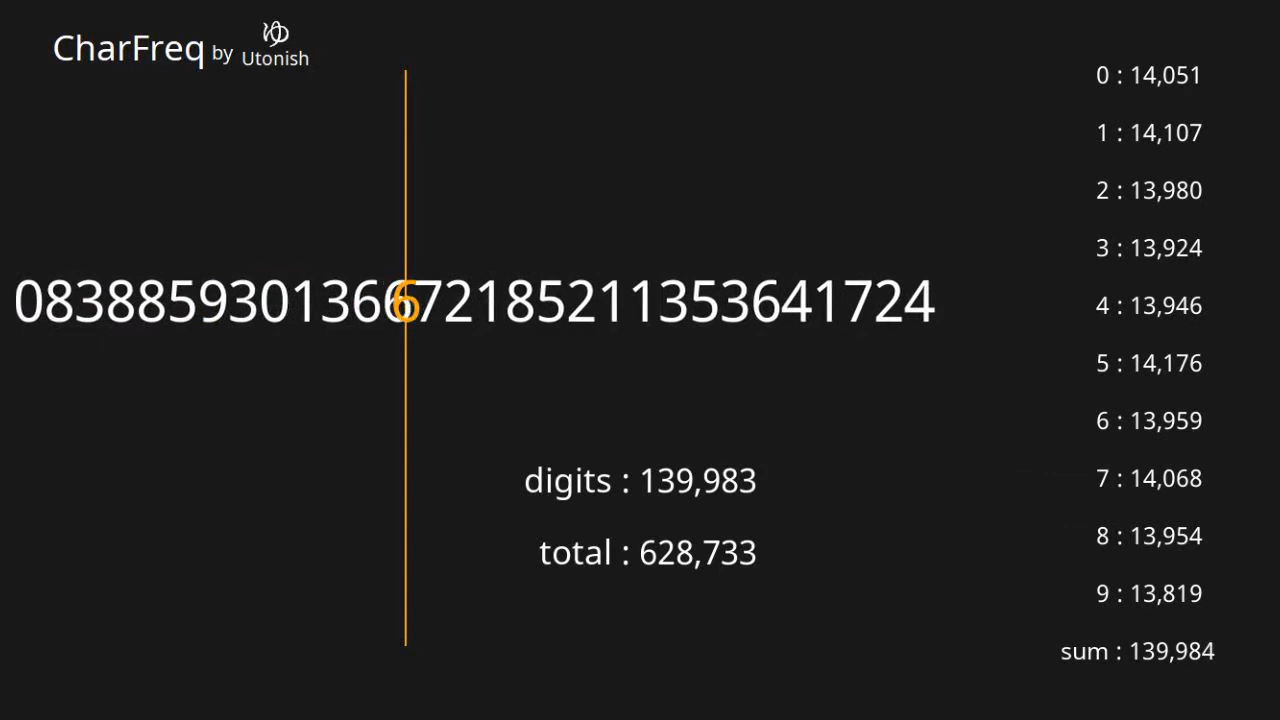 CharFreq by Utonish
0 : 14,051
1 : 14,107
2 : 13,980
3 : 13,924
083885930136672185211353641724
4 : 13,946
5 : 14,176
6 : 13,959
digits : 139,983
7 : 14,068
total : 628,733
8 : 13,954
9 : 13,819
sum : 139,984